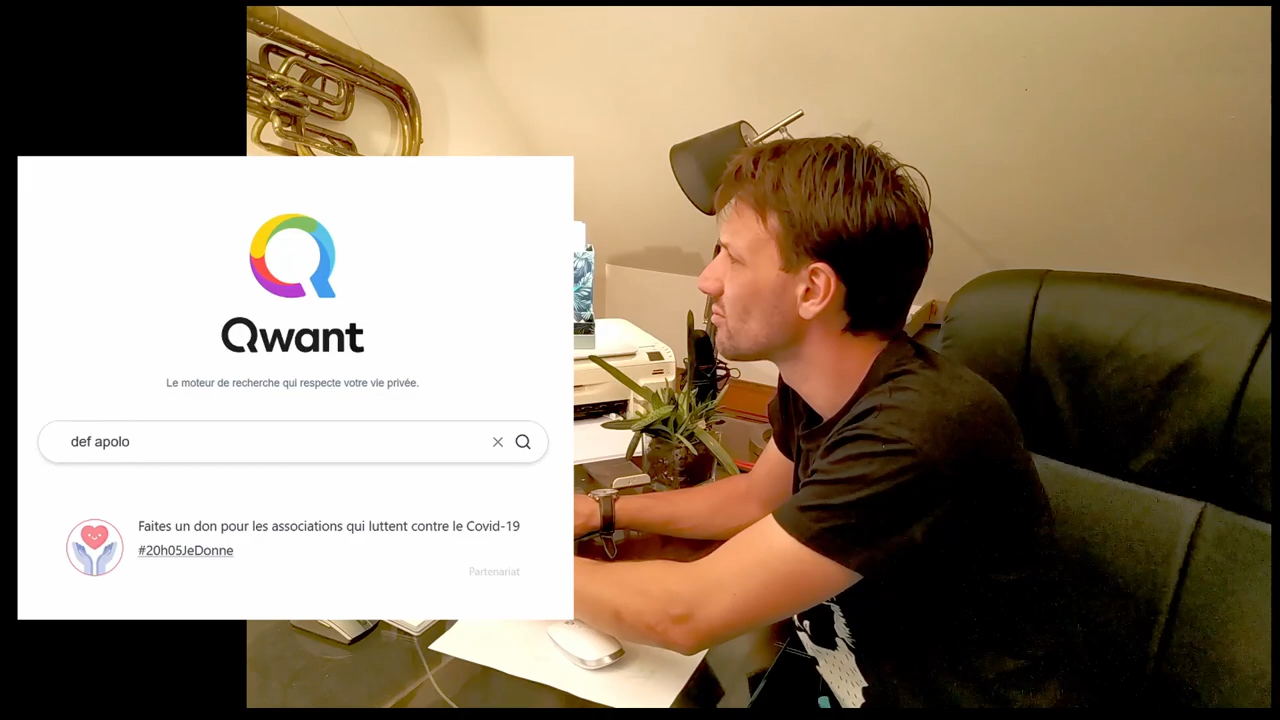 Qwant
Le moteur de recherche qui respecte votre vie privée.
def apolo
Faites un don pour les associations qui luttent contre le Covid-19
#20h05JeDonne
Partenariat